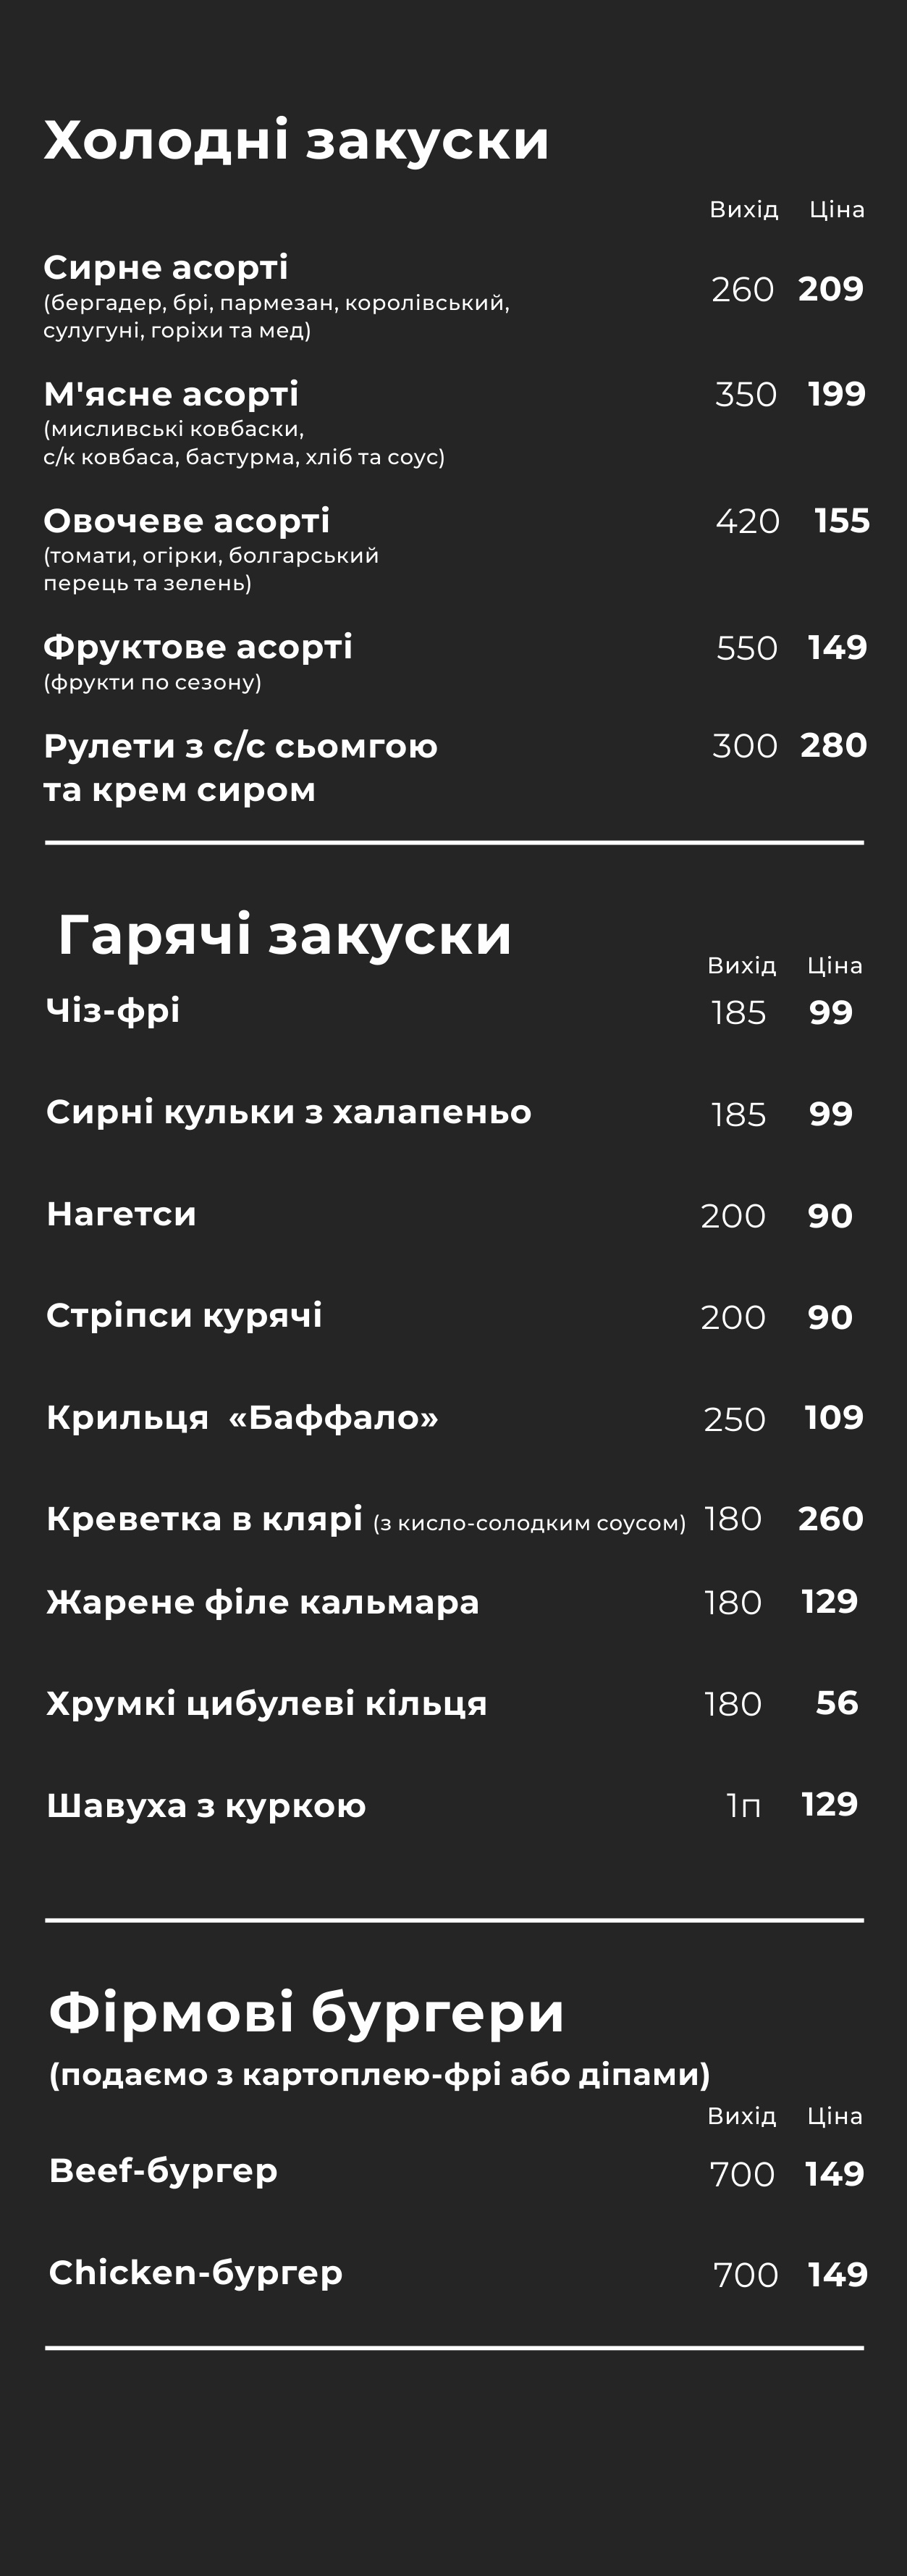 Холодні закуски
Вихід Ціна
Сирне асорті 260 209
(бергадер, брі, пармезан, королівський,
сулугуні, горіхи та мед)
М'ясне асорті 350 199
(мисливські ковбаски,
с/к ковбаса, бастурма, хліб та соус)
Овочеве асорті 420 155
(томати, огірки, болгарський
перець та зелень)
Фруктове асорті 550 149
(фрукти по сезону)
Рулети з с/с сьомгою 300 280
та крем сиром
Гарячі закуски
Вихід Ціна
Чіз-фрі 185 99
Сирні кульки з халапеньо 185 99
Нагетси 200 90
Стріпси курячі 200 90
Крильця «Баффало» 250 109
Креветка в клярі (з кисло-солодким соусом) 180 260
Жарене філе кальмара 180 129
Хрумкі цибулеві кільця 180 56
Шавуха з куркою 1п 129
Фірмові бургери
(подаємо з картоплею-фрі або діпами)
Вихід Ціна
Beef-бургер 700 149
Chicken-бургер 700 149